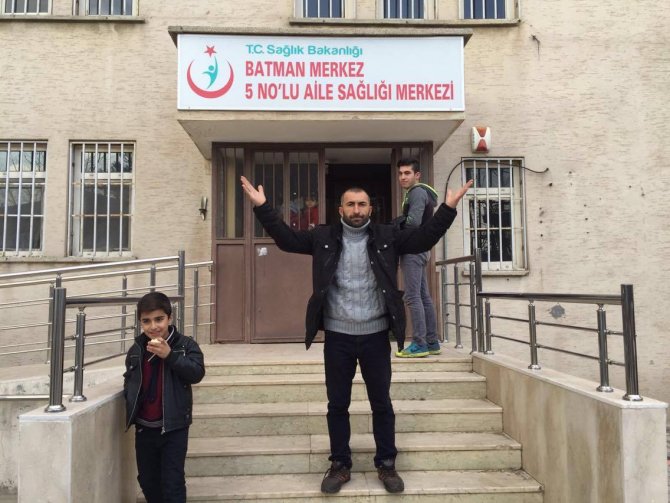 T.C. Sağlık Bakanlığı
BATMAN MERKEZ
5 NO'LU AİLE SAĞLIĞI MERKEZİ